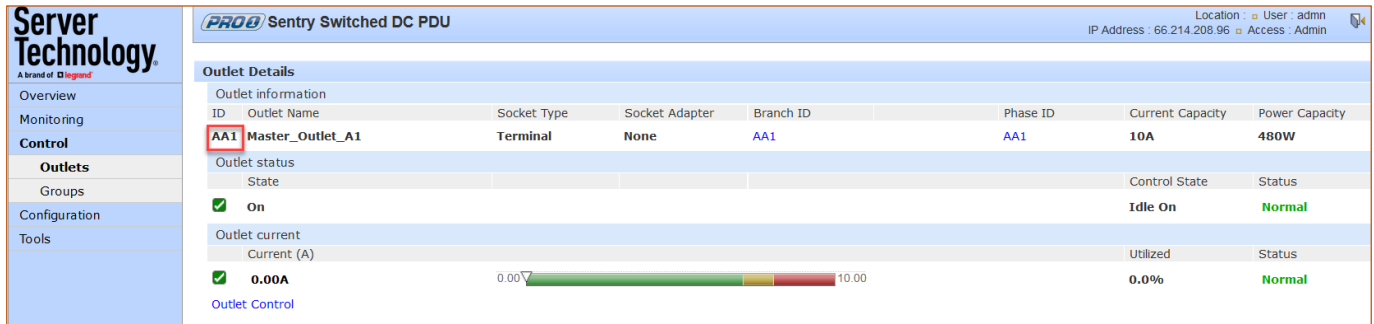 Server
Technology.
A brand of legrand
Overview
Monitoring
Control
Outlets
Groups
Configuration
Tools
PRO2 Sentry Switched DC PDU
Location : User : admn
IP Address : 66.214.208.96 Access : Admin
Outlet Details
Outlet information
ID Outlet Name Socket Type Socket Adapter Branch ID Phase ID Current Capacity Power Capacity
AA1 Master_Outlet_A1 Terminal None AA1 AA1 10A 480W
Outlet status
State Control State Status
On Idle On Normal
Outlet current
Current (A) Utilized Status
0.00A 0.00 10.00 0.0% Normal
Outlet Control